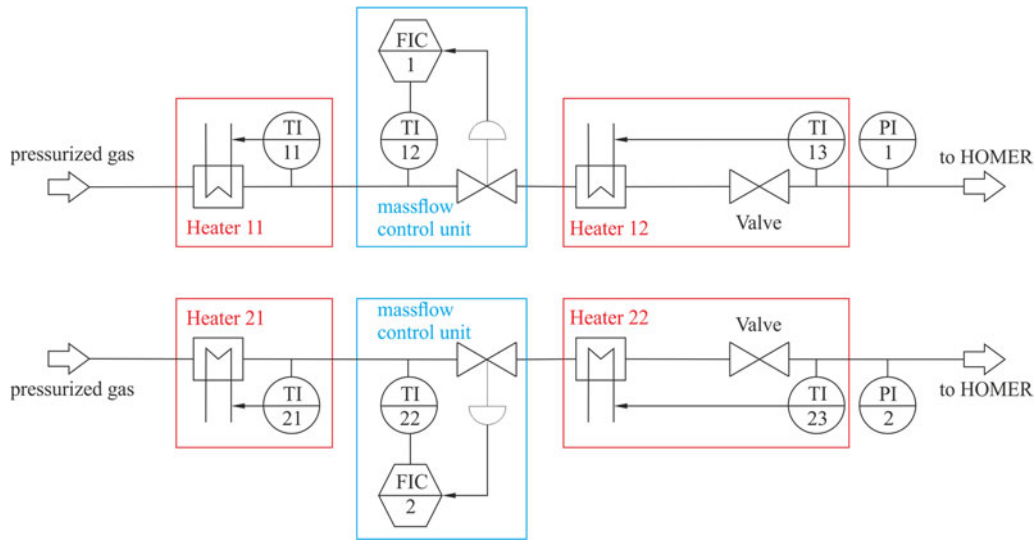 FIC
1
TI
11
TI
12
TI
13
PI
1
pressurized gas
to HOMER
massflow
control unit
Heater 11
Heater 12
Valve
Heater 21
massflow
control unit
Heater 22
Valve
pressurized gas
to HOMER
TI
21
TI
22
TI
23
PI
2
FIC
2